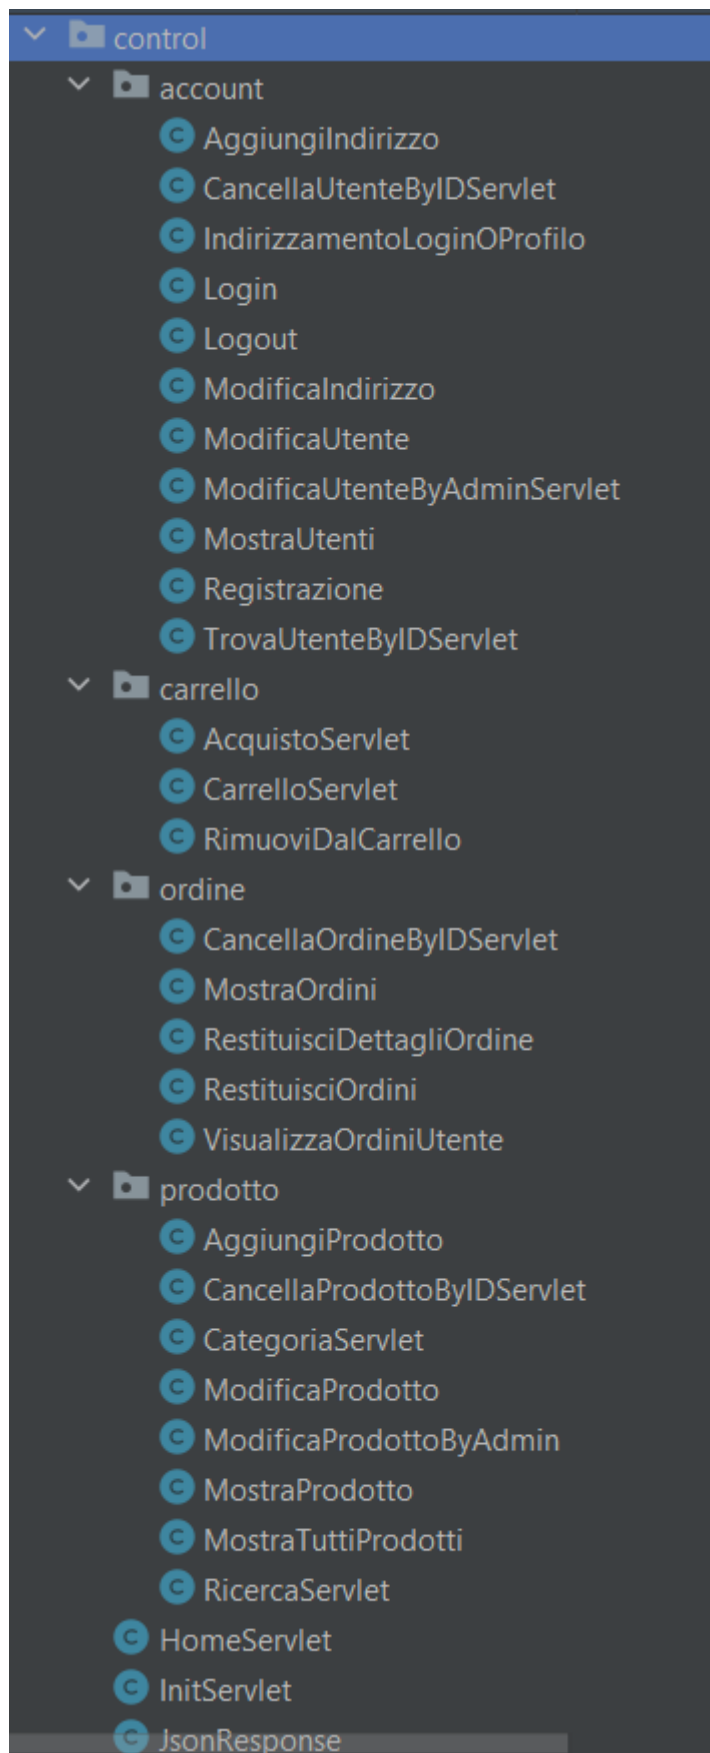 control
account
AggiungiIndirizzo
CancellaUtenteByIDServlet
IndirizzamentoLoginOProfilo
Login
Logout
ModificaIndirizzo
ModificaUtente
ModificaUtenteByAdminServlet
MostraUtenti
Registrazione
TrovaUtenteByIDServlet
carrello
AcquistoServlet
CarrelloServlet
RimuoviDalCarrello
ordine
CancellaOrdineByIDServlet
MostraOrdini
RestituisciDettagliOrdine
RestituisciOrdini
VisualizzaOrdiniUtente
prodotto
AggiungiProdotto
CancellaProdottoByIDServlet
CategoriaServlet
ModificaProdotto
ModificaProdottoByAdmin
MostraProdotto
MostraTuttiProdotti
RicercaServlet
HomeServlet
InitServlet
JsonResponse